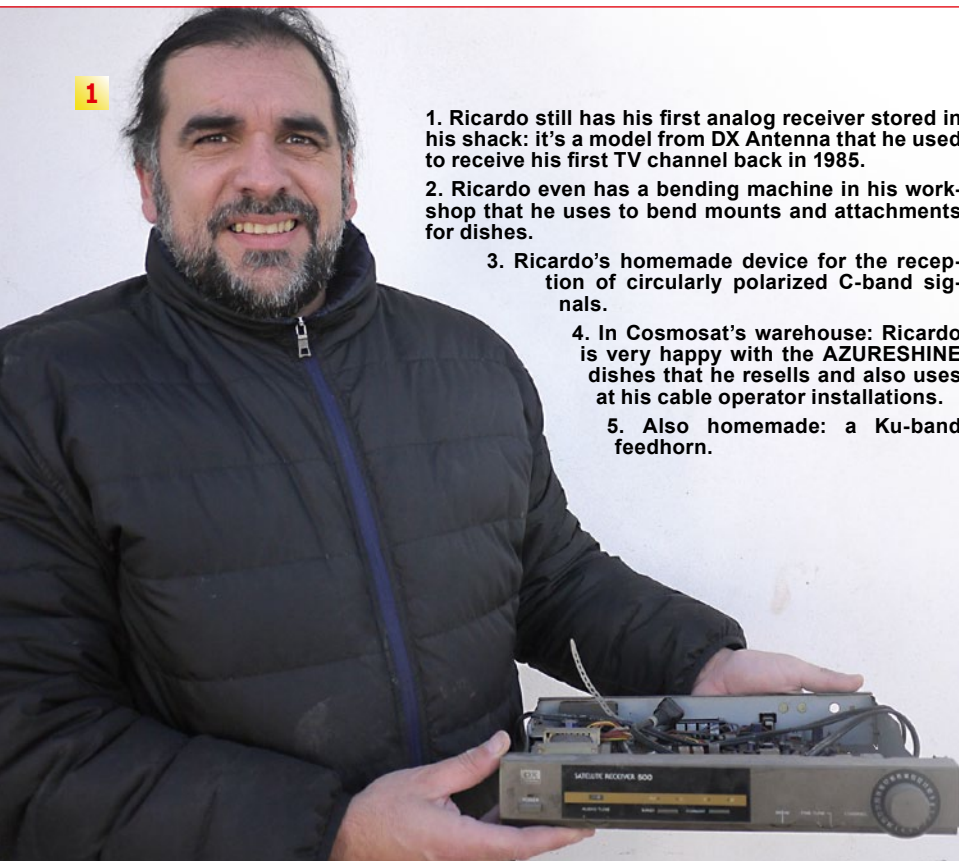 1
1. Ricardo still has his first analog receiver stored in
his shack: it's a model from DX Antenna that he used
to receive his first TV channel back in 1985.
2. Ricardo even has a bending machine in his work-
shop that he uses to bend mounts and attachments
for dishes.
3. Ricardo's homemade device for the recep-
tion of circularly polarized C-band sig-
nals.
4. In Cosmosat's warehouse: Ricardo
is very happy with the AZURESHINE
dishes that he resells and also uses
at his cable operator installations.
5. Also homemade: a Ku-band
feedhorn.
DX
SATELLITE RECEIVER 600
POWER
AUDIO TUNE